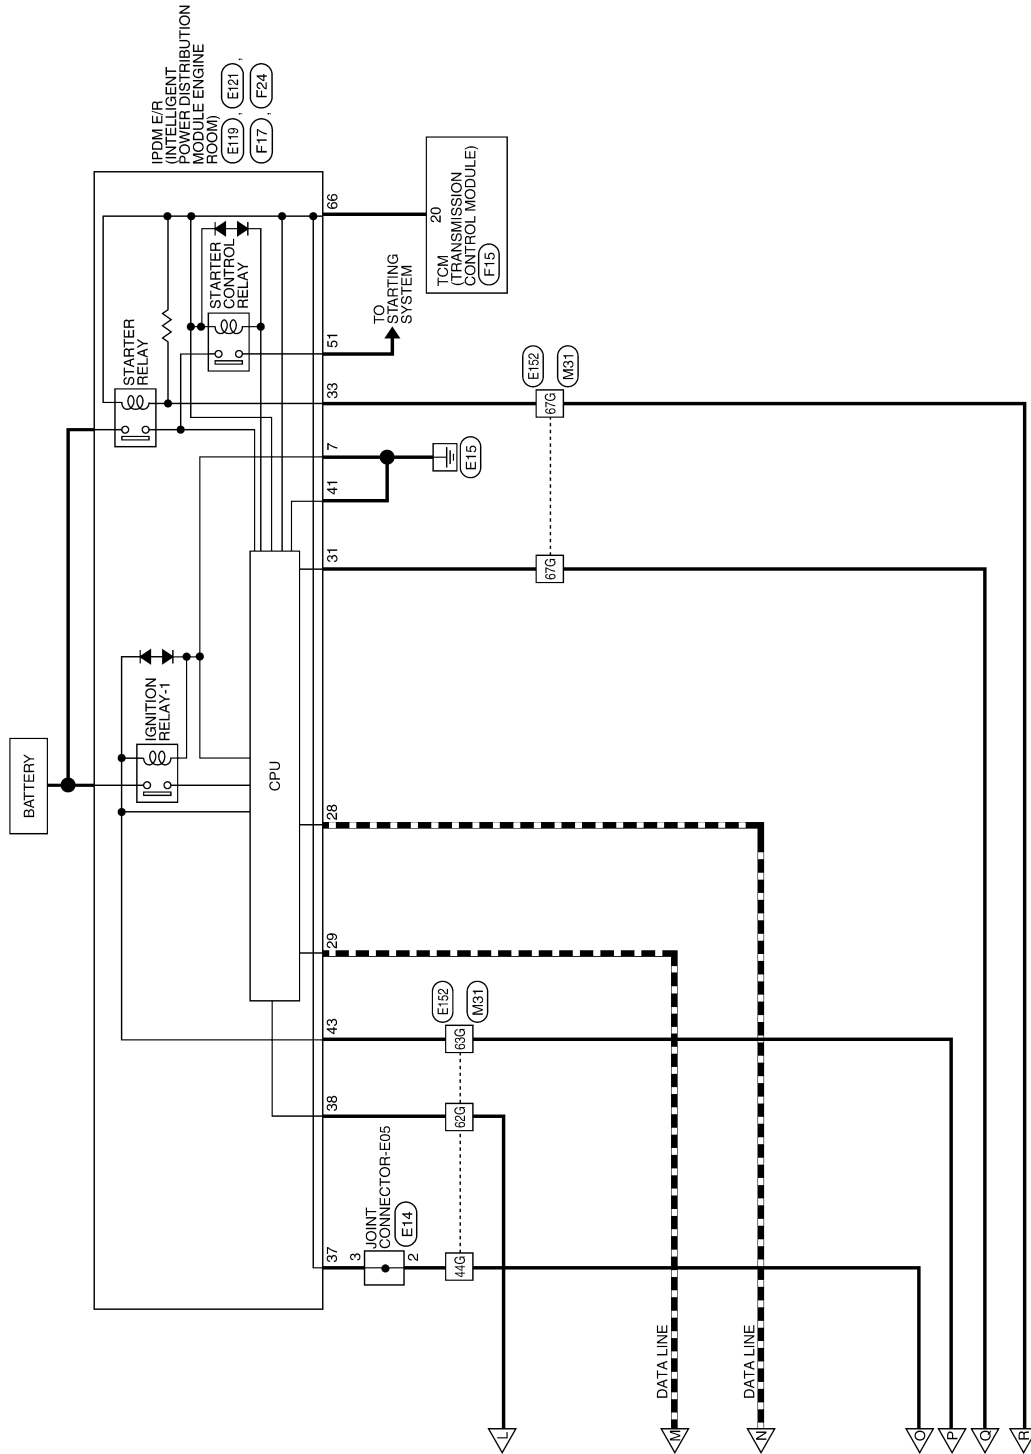 BATTERY
IPDM E/R
(INTELLIGENT
POWER DISTRIBUTION
MODULE ENGINE
ROOM)
E119 , E121 ,
F17 , F24
IGNITION
RELAY-1
STARTER
RELAY
STARTER
CONTROL
RELAY
CPU
37
38
43
29
28
31
41
7
33
51
66
3
JOINT
CONNECTOR-E05
E14
2
44G
62G
63G
E152
M31
67G
67G
E152
M31
E15
TO
STARTING
SYSTEM
20
TCM
(TRANSMISSION
CONTROL MODULE)
F15
L
DATA LINE
M
DATA LINE
N
O
P
Q
R